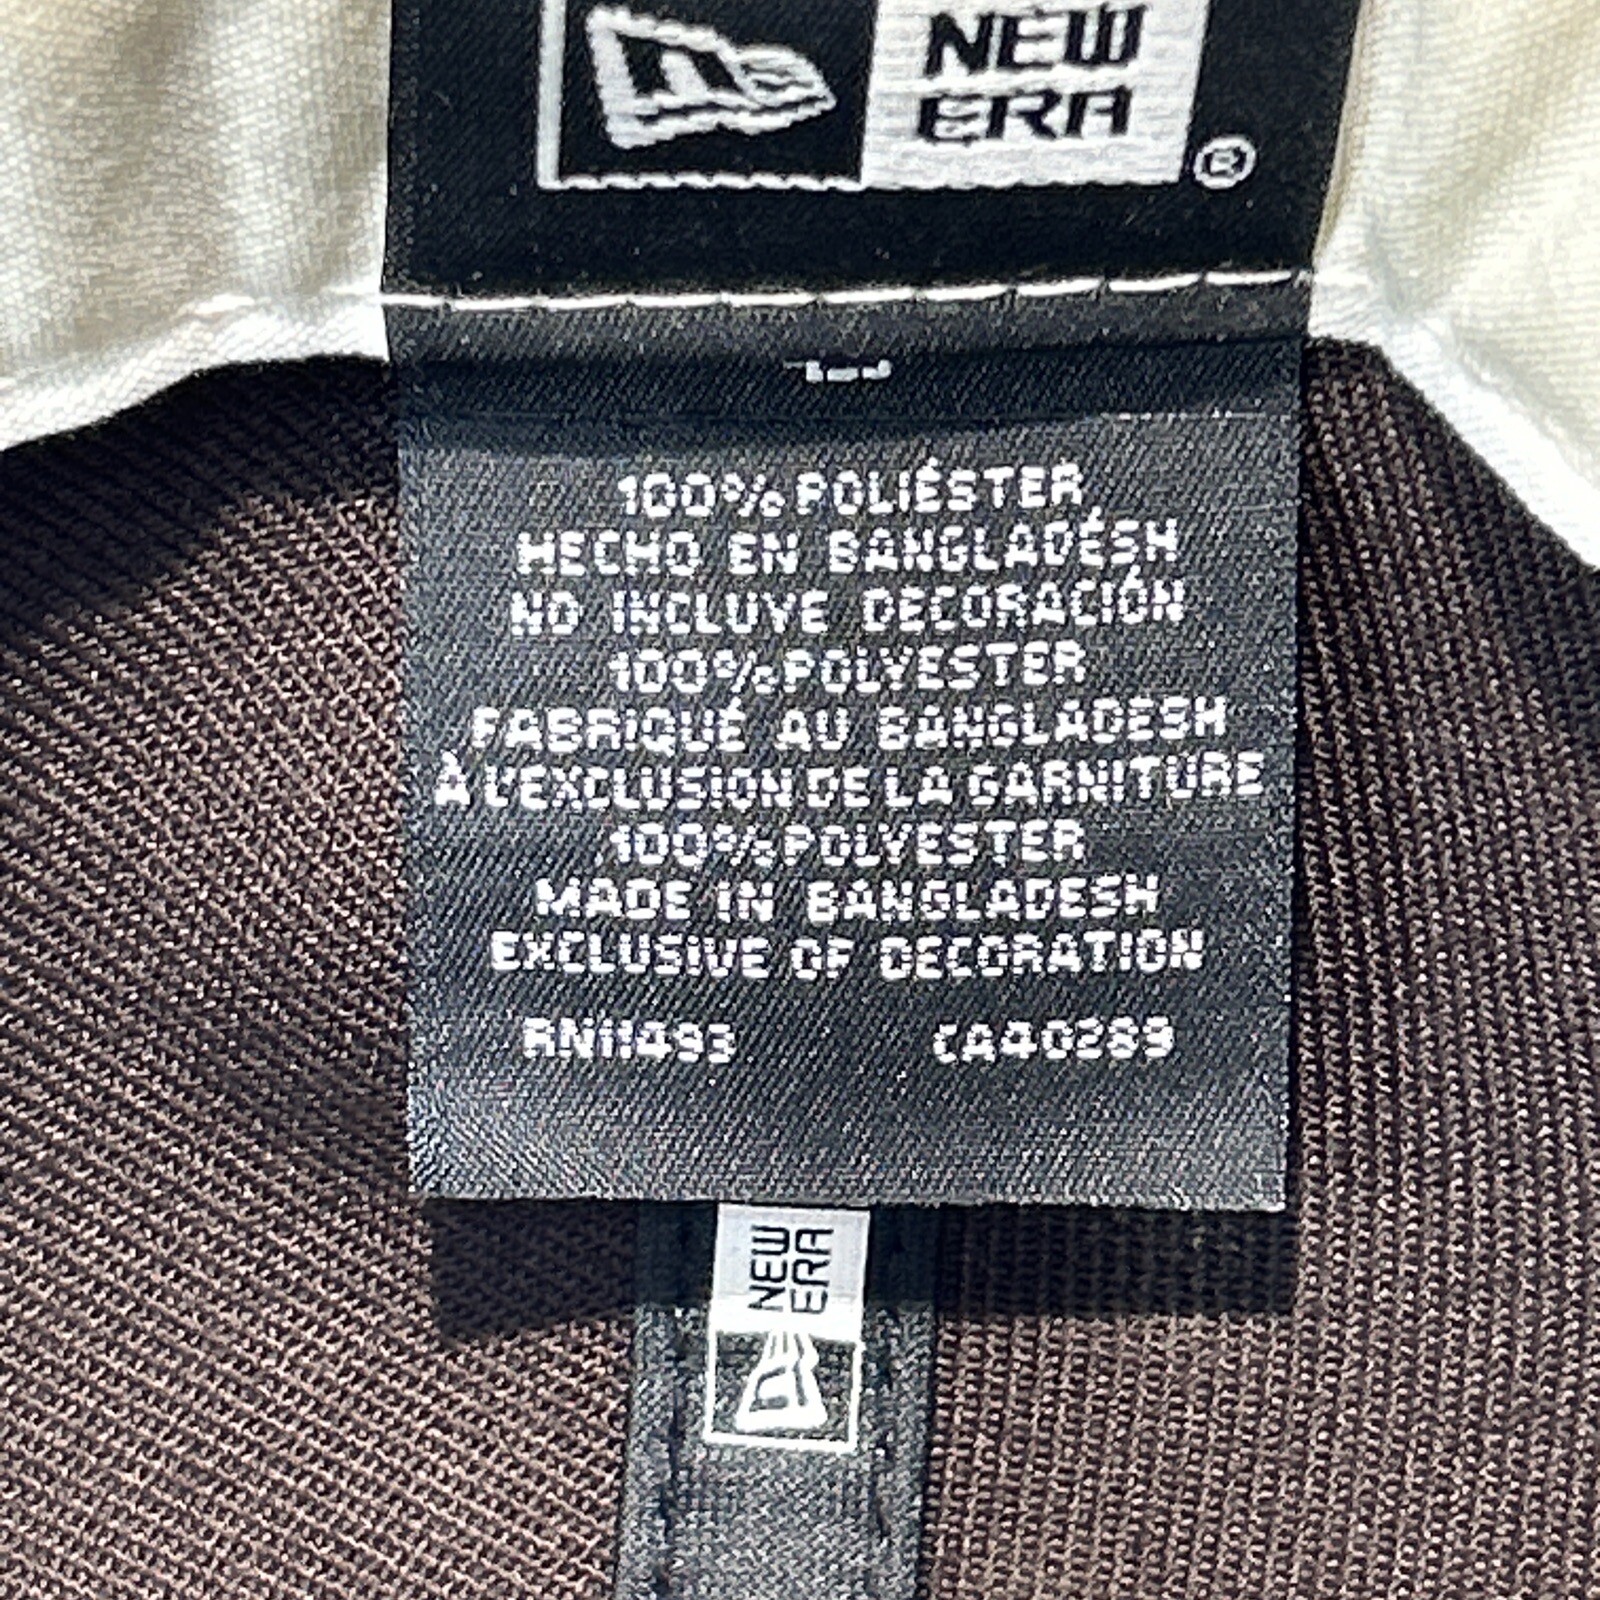 NEW
ERA
®
100% POLIÉSTER
HECHO EN BANGLADÉSH
NO INCLUYE DECORACIÓN
100% POLYESTER
FABRIQUÉ AU BANGLADESH
À L'EXCLUSION DE LA GARNITURE
100% POLYESTER
MADE IN BANGLADESH
EXCLUSIVE OF DECORATION
RN11493 CA40289
NEW
ERA